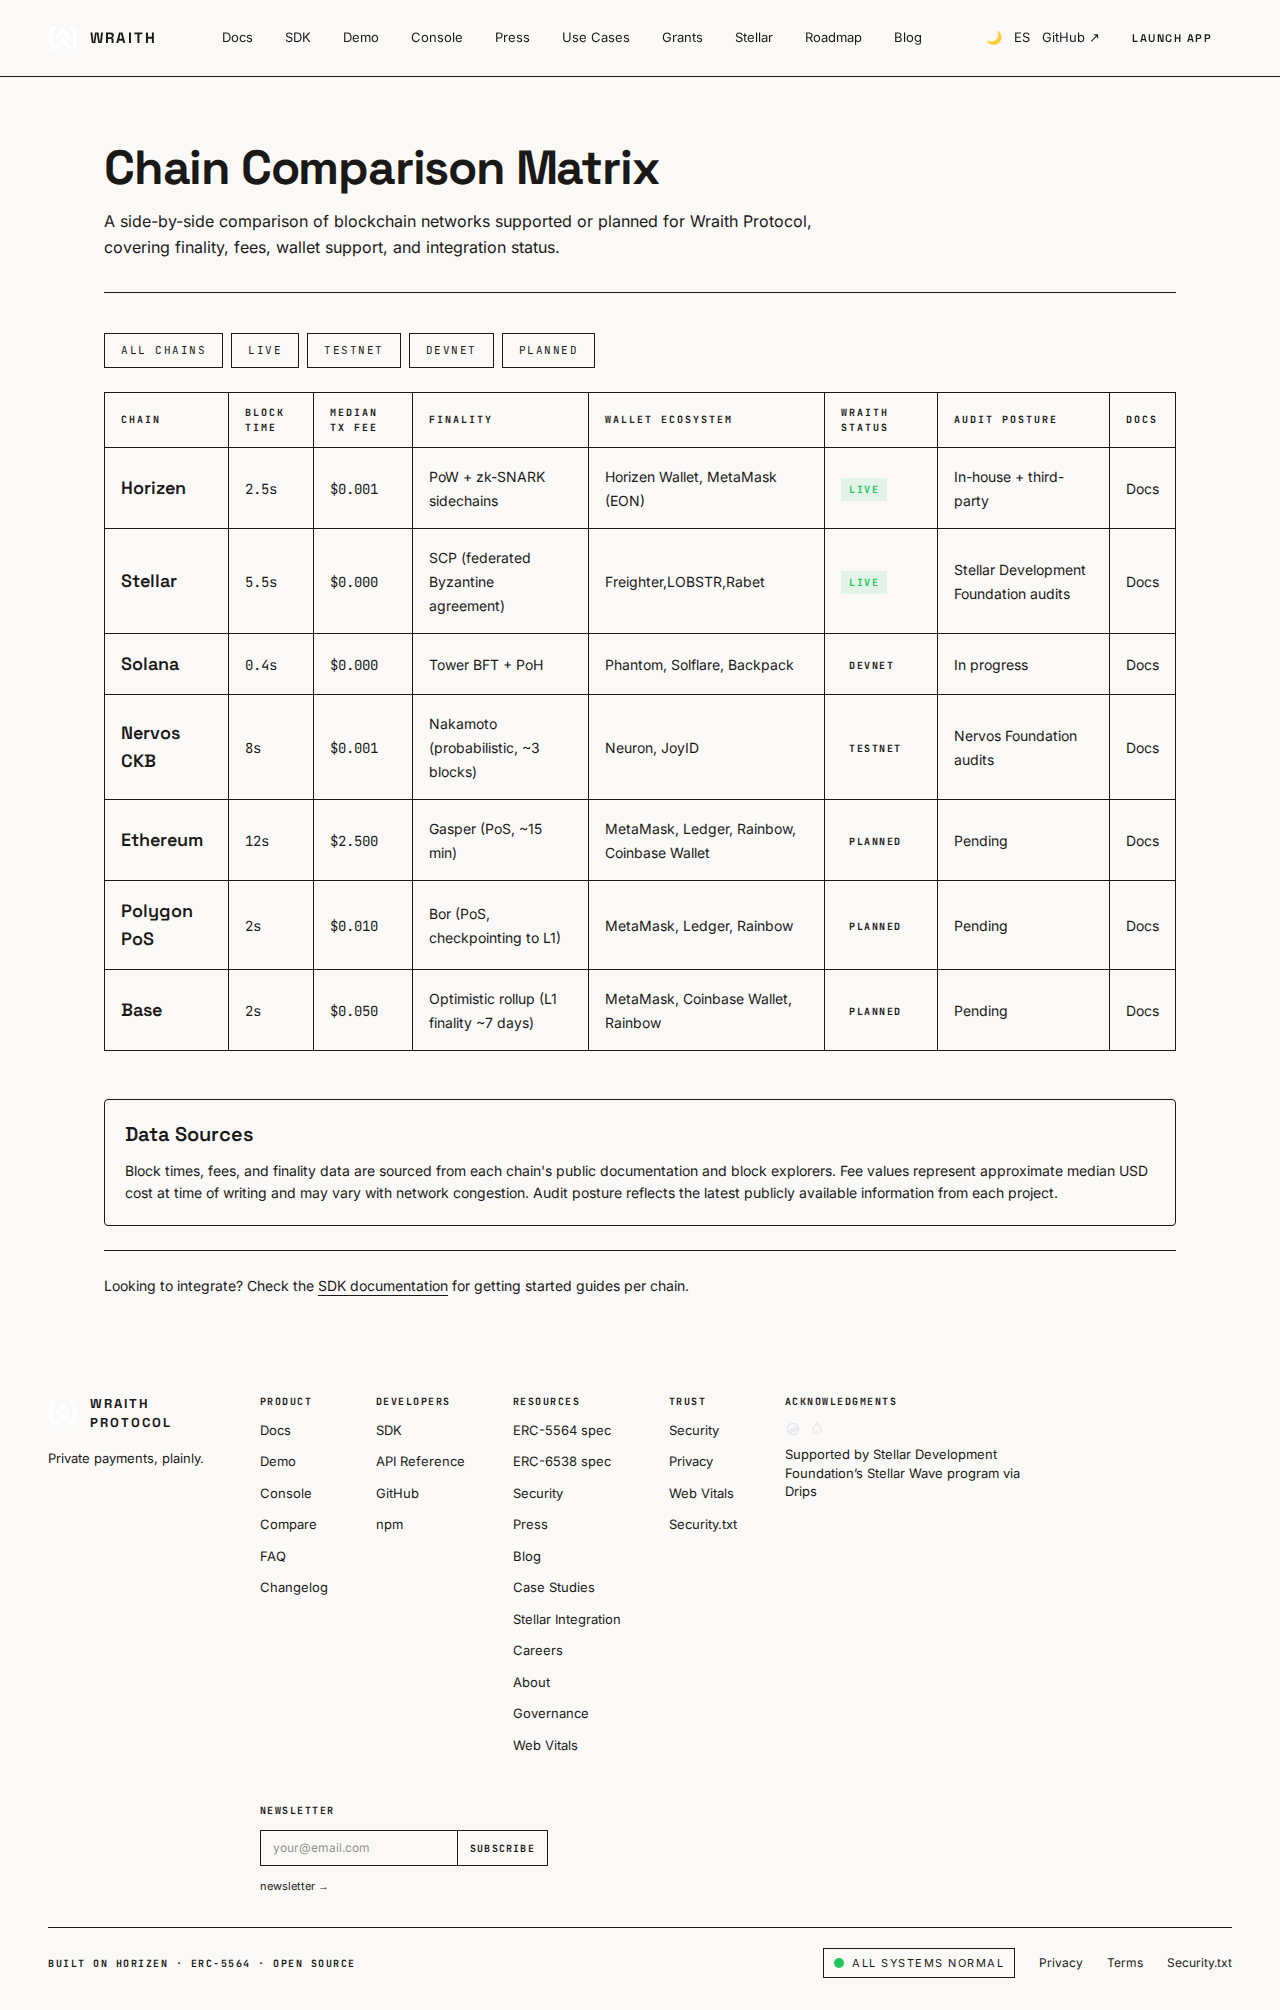 WRAITH
Docs SDK Demo Console Press Use Cases Grants Stellar Roadmap Blog
ES GitHub ↗ LAUNCH APP
Chain Comparison Matrix
A side-by-side comparison of blockchain networks supported or planned for Wraith Protocol,
covering finality, fees, wallet support, and integration status.
ALL CHAINS LIVE TESTNET DEVNET PLANNED
CHAIN
BLOCK
TIME
MEDIAN
TX FEE
FINALITY
WALLET ECOSYSTEM
WRAITH
STATUS
AUDIT POSTURE
DOCS
Horizen
2.5s
$0.001
PoW + zk-SNARK
sidechains
Horizen Wallet, MetaMask
(EON)
LIVE
In-house + third-
party
Docs
Stellar
5.5s
$0.000
SCP (federated
Byzantine
agreement)
Freighter,LOBSTR,Rabet
LIVE
Stellar Development
Foundation audits
Docs
Solana
0.4s
$0.000
Tower BFT + PoH
Phantom, Solflare, Backpack
DEVNET
In progress
Docs
Nervos
CKB
8s
$0.001
Nakamoto
(probabilistic, ~3
blocks)
Neuron, JoyID
TESTNET
Nervos Foundation
audits
Docs
Ethereum
12s
$2.500
Gasper (PoS, ~15
min)
MetaMask, Ledger, Rainbow,
Coinbase Wallet
PLANNED
Pending
Docs
Polygon
PoS
2s
$0.010
Bor (PoS,
checkpointing to L1)
MetaMask, Ledger, Rainbow
PLANNED
Pending
Docs
Base
2s
$0.050
Optimistic rollup (L1
finality ~7 days)
MetaMask, Coinbase Wallet,
Rainbow
PLANNED
Pending
Docs
Data Sources
Block times, fees, and finality data are sourced from each chain's public documentation and block explorers. Fee values represent approximate median USD
cost at time of writing and may vary with network congestion. Audit posture reflects the latest publicly available information from each project.
Looking to integrate? Check the SDK documentation for getting started guides per chain.
WRAITH
PROTOCOL
Private payments, plainly.
PRODUCT
Docs
Demo
Console
Compare
FAQ
Changelog
DEVELOPERS
SDK
API Reference
GitHub
npm
RESOURCES
ERC-5564 spec
ERC-6538 spec
Security
Press
Blog
Case Studies
Stellar Integration
Careers
About
Governance
Web Vitals
TRUST
Security
Privacy
Web Vitals
Security.txt
ACKNOWLEDGMENTS
Supported by Stellar Development
Foundation’s Stellar Wave program via
Drips
NEWSLETTER
your@email.com SUBSCRIBE
newsletter →
BUILT ON HORIZEN · ERC-5564 · OPEN SOURCE
ALL SYSTEMS NORMAL Privacy Terms Security.txt